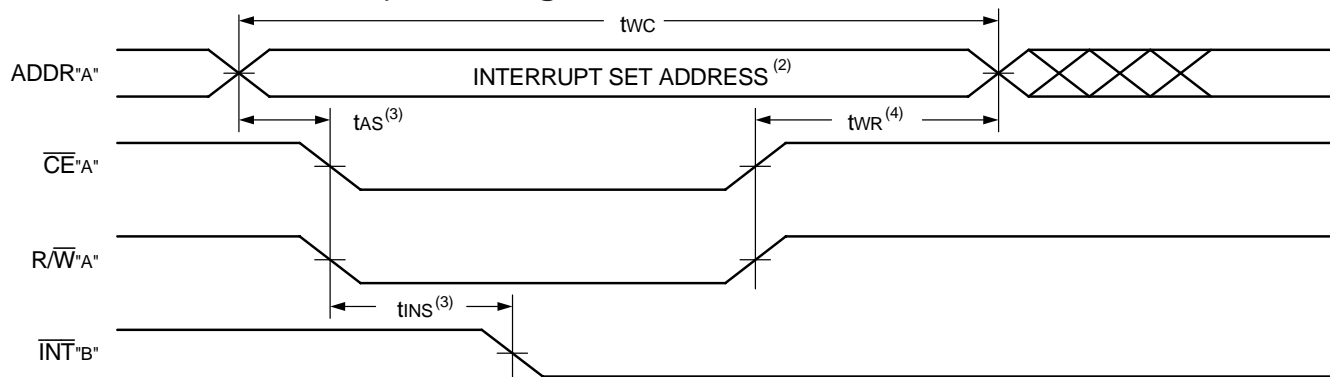 tWC
ADDR"A"
INTERRUPT SET ADDRESS (2)
tAS(3)
tWR(4)
CE"A"
R/W"A"
tINS(3)
INT"B"